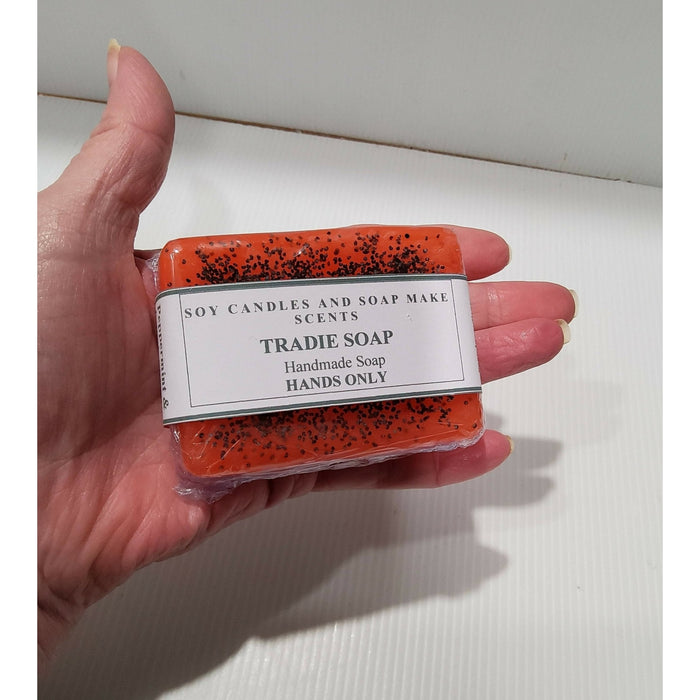 SOY CANDLES AND SOAP MAKE
SCENTS
TRADIE SOAP
Handmade Soap
HANDS ONLY